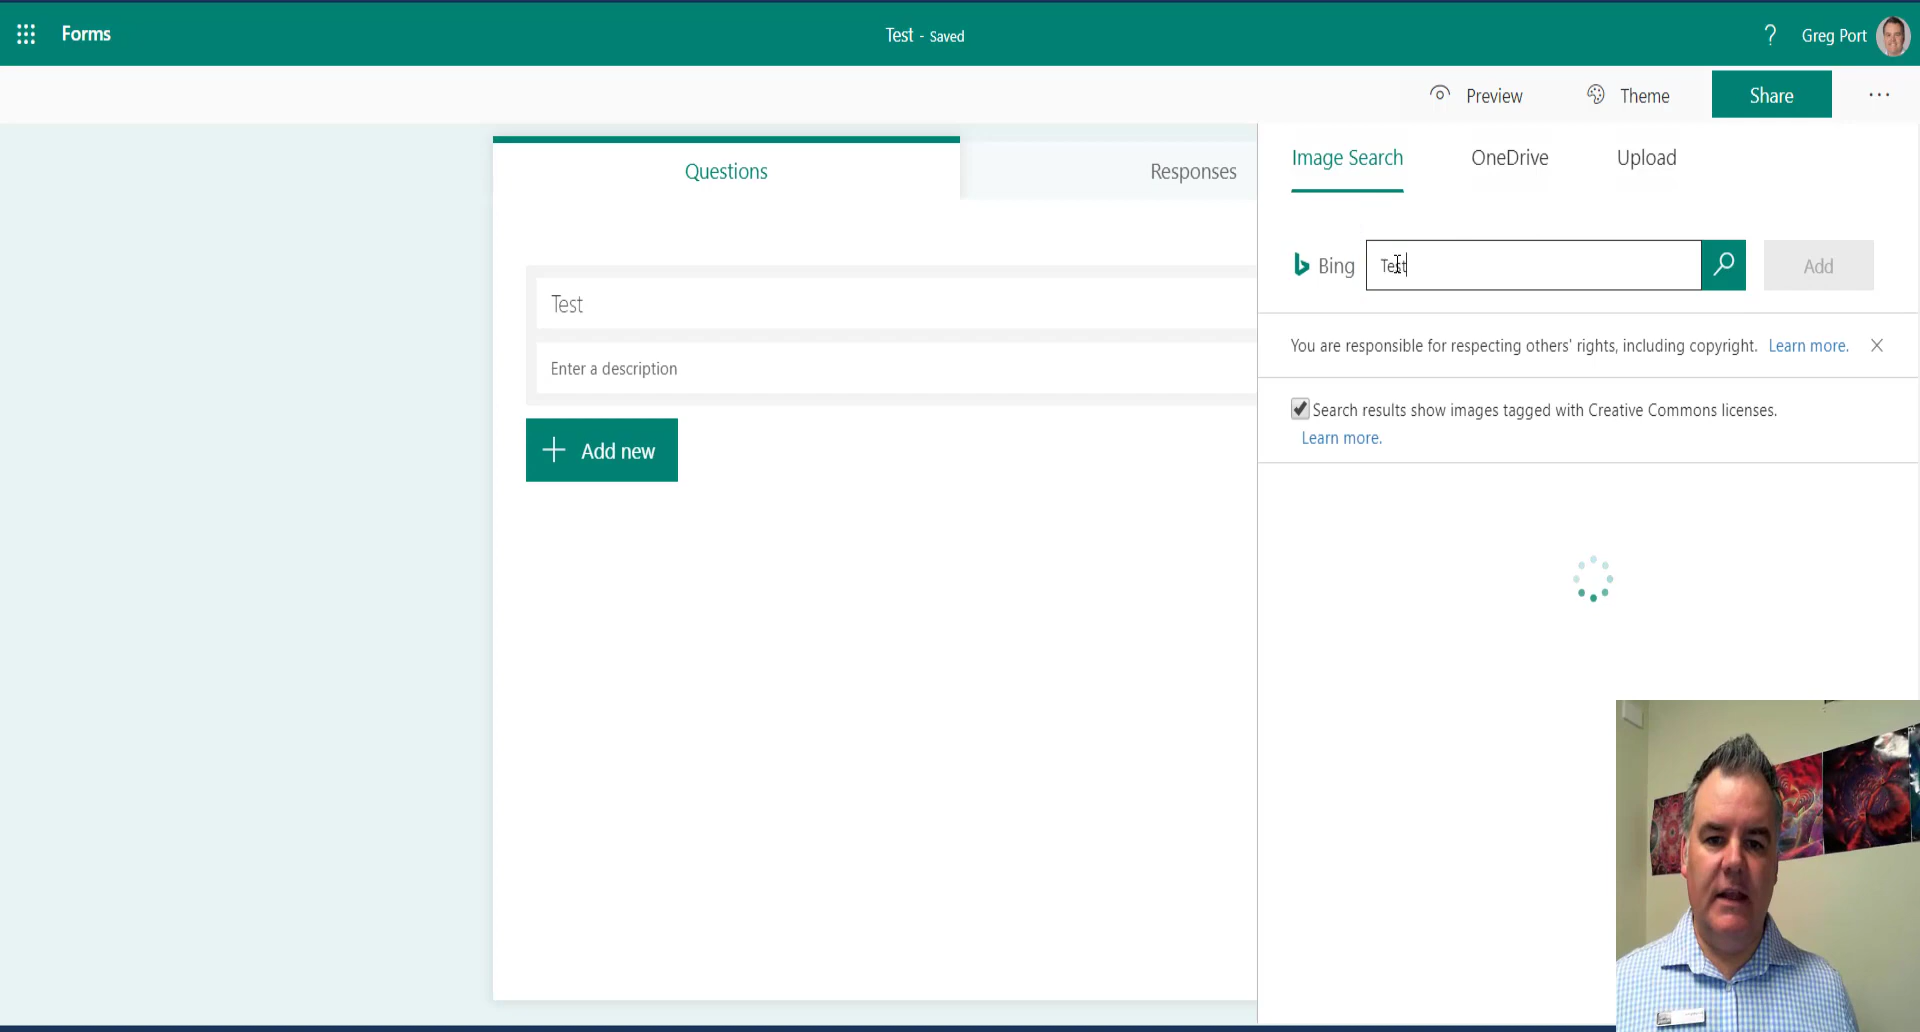 Forms
Test - Saved
?
Greg Port
Preview
Theme
Share
...
Questions
Responses
Image Search
OneDrive
Upload
Test
Enter a description
+ Add new
b Bing
Test
Add
You are responsible for respecting others' rights, including copyright. Learn more.
Search results show images tagged with Creative Commons licenses.
Learn more.